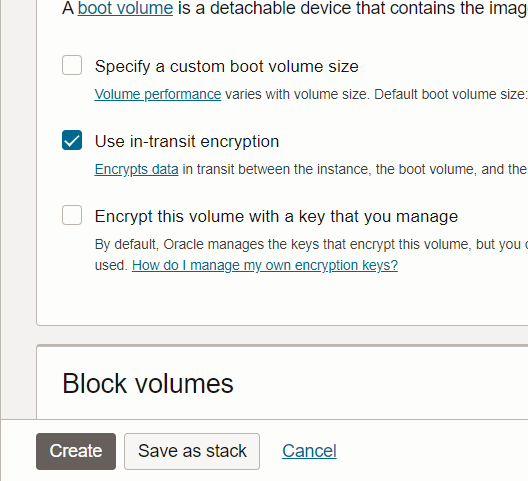 A boot volume is a detachable device that contains the imag
Specify a custom boot volume size
Volume performance varies with volume size. Default boot volume size:
Use in-transit encryption
Encrypts data in transit between the instance, the boot volume, and the
Encrypt this volume with a key that you manage
By default, Oracle manages the keys that encrypt this volume, but you c
used. How do I manage my own encryption keys?
Block volumes
Create Save as stack Cancel